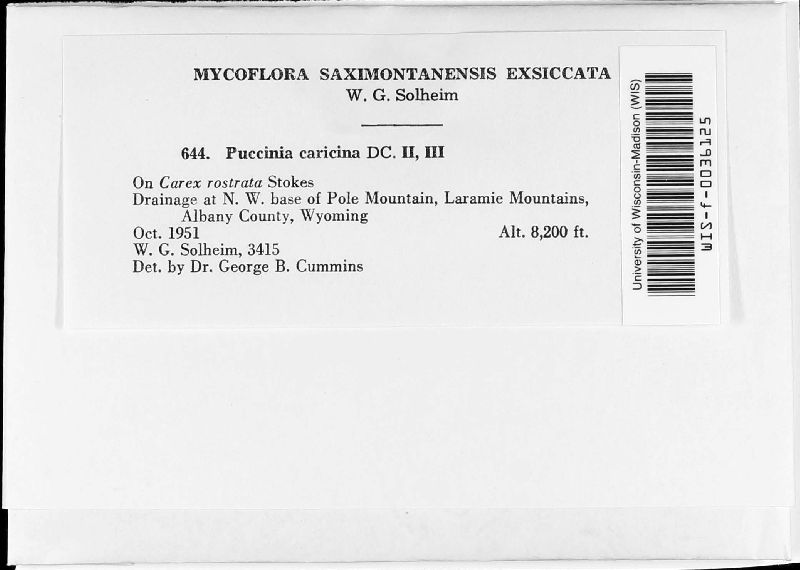 MYCOFLORA SAXIMONTANENSIS EXSICCATA
W. G. Solheim
644. Puccinia caricina DC. II, III
On Carex rostrata Stokes
Drainage at N. W. base of Pole Mountain, Laramie Mountains,
Albany County, Wyoming
Oct. 1951 Alt. 8,200 ft.
W. G. Solheim, 3415
Det. by Dr. George B. Cummins
University of Wisconsin-Madison (WIS)
WIS-f-0036125